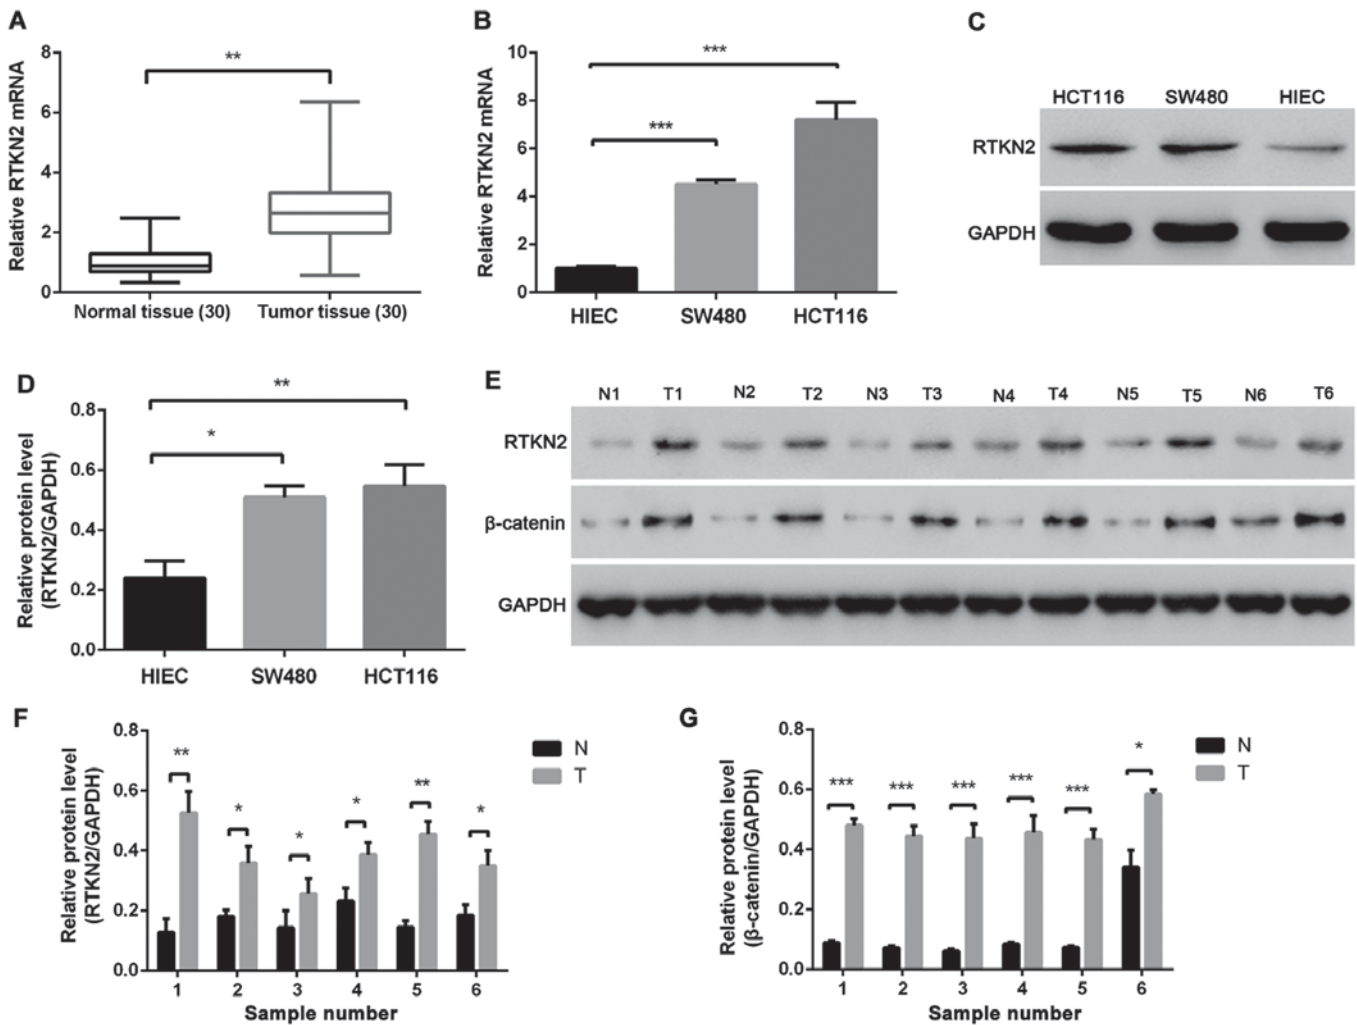 A
Relative RTKN2 mRNA
8
6
4
2
0
**
Normal tissue (30)
Tumor tissue (30)
B
Relative RTKN2 mRNA
10
8
6
4
2
0
***
***
HIEC
SW480
HCT116
C
HCT116 SW480 HIEC
RTKN2
GAPDH
D
Relative protein level
(RTKN2/GAPDH)
0.8
0.6
0.4
0.2
0.0
**
*
HIEC
SW480
HCT116
E
N1 T1 N2 T2 N3 T3 N4 T4 N5 T5 N6 T6
RTKN2
β-catenin
GAPDH
F
Relative protein level
(RTKN2/GAPDH)
0.8
0.6
0.4
0.2
0.0
** * * * ** *
1 2 3 4 5 6
Sample number
N
T
G
Relative protein level
(β-catenin/GAPDH)
0.8
0.6
0.4
0.2
0.0
*** *** *** *** *** *
1 2 3 4 5 6
Sample number
N
T